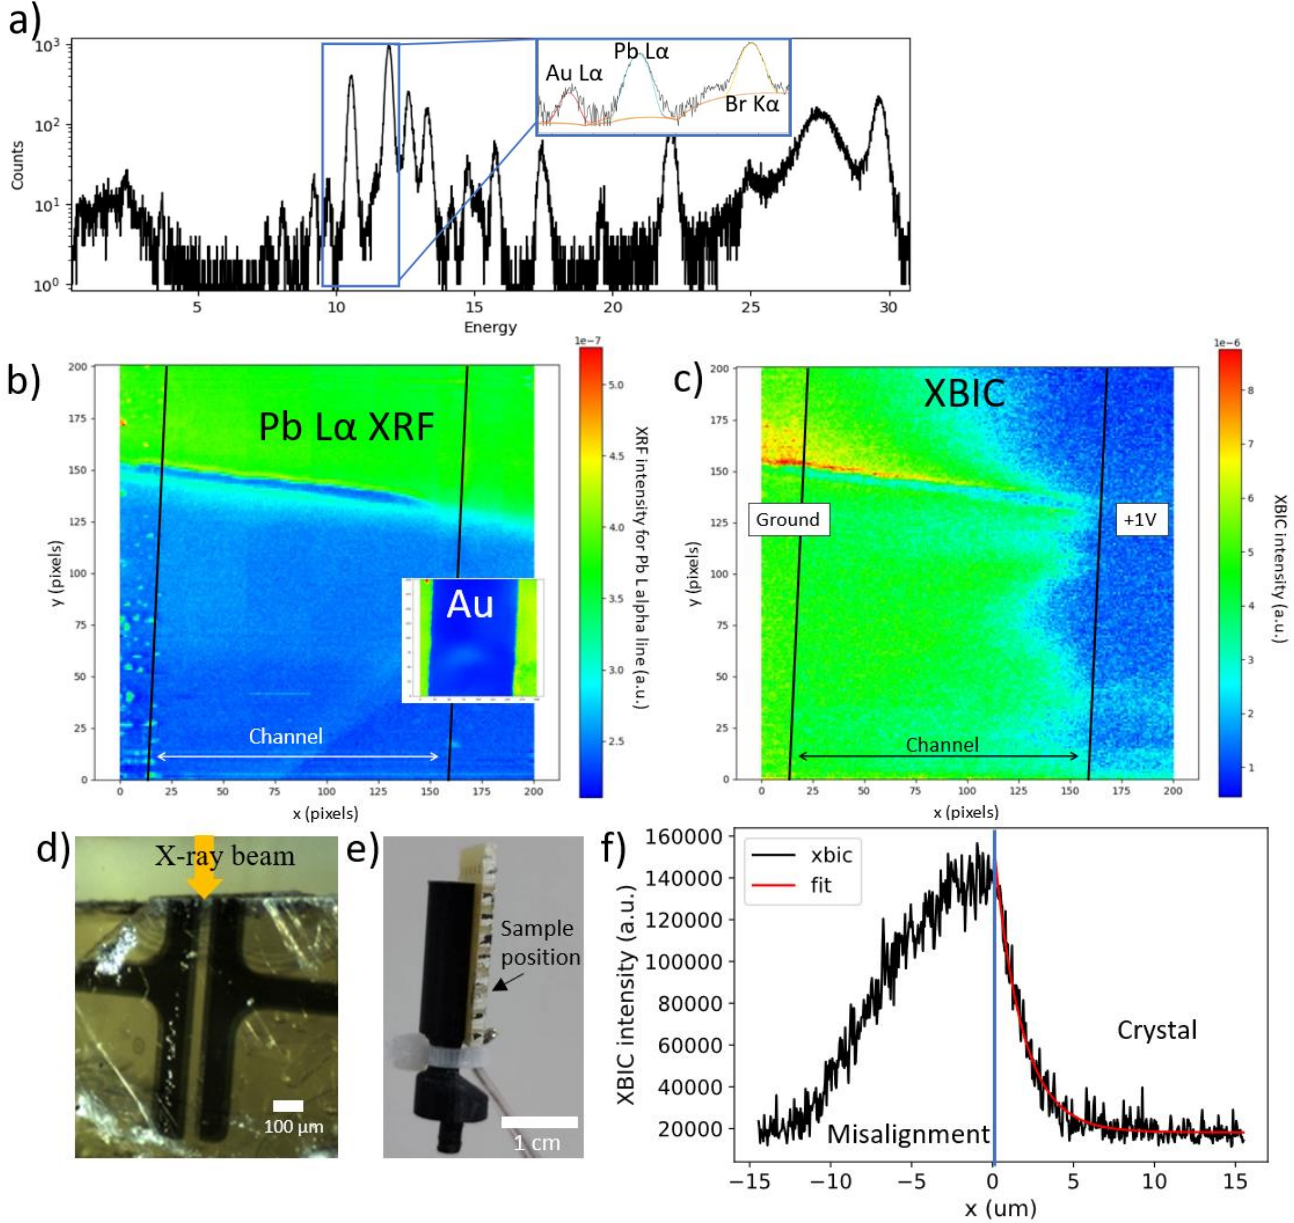 a)
10³
10²
10¹
10⁰
Counts
5
10
15
20
25
30
Energy
Au Lα
Pb Lα
Br Kα
b)
200
175
150
125
100
75
50
25
0
y (pixels)
Pb Lα XRF
Au
Channel
0
25
50
75
100
125
150
175
200
x (pixels)
1e-7
5.0
4.5
4.0
3.5
3.0
2.5
XRF intensity for Pb L alpha line (a.u.)
c)
200
175
150
125
100
75
50
25
0
y (pixels)
XBIC
Ground
+1V
Channel
0
25
50
75
100
125
150
175
200
x (pixels)
1e-6
8
7
6
5
4
3
2
1
XBIC intensity (a.u.)
d)
X-ray beam
100 µm
e)
Sample
position
1 cm
f)
160000
140000
120000
100000
80000
60000
40000
20000
XBIC intensity (a.u.)
xbic
fit
Crystal
Misalignment
−15
−10
−5
0
5
10
15
x (um)